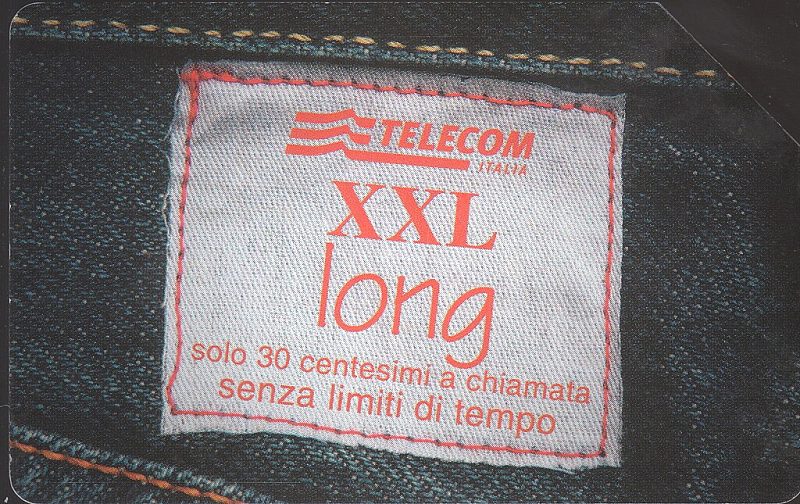 TELECOM
ITALIA
XXL
long
solo 30 centesimi a chiamata
senza limiti di tempo